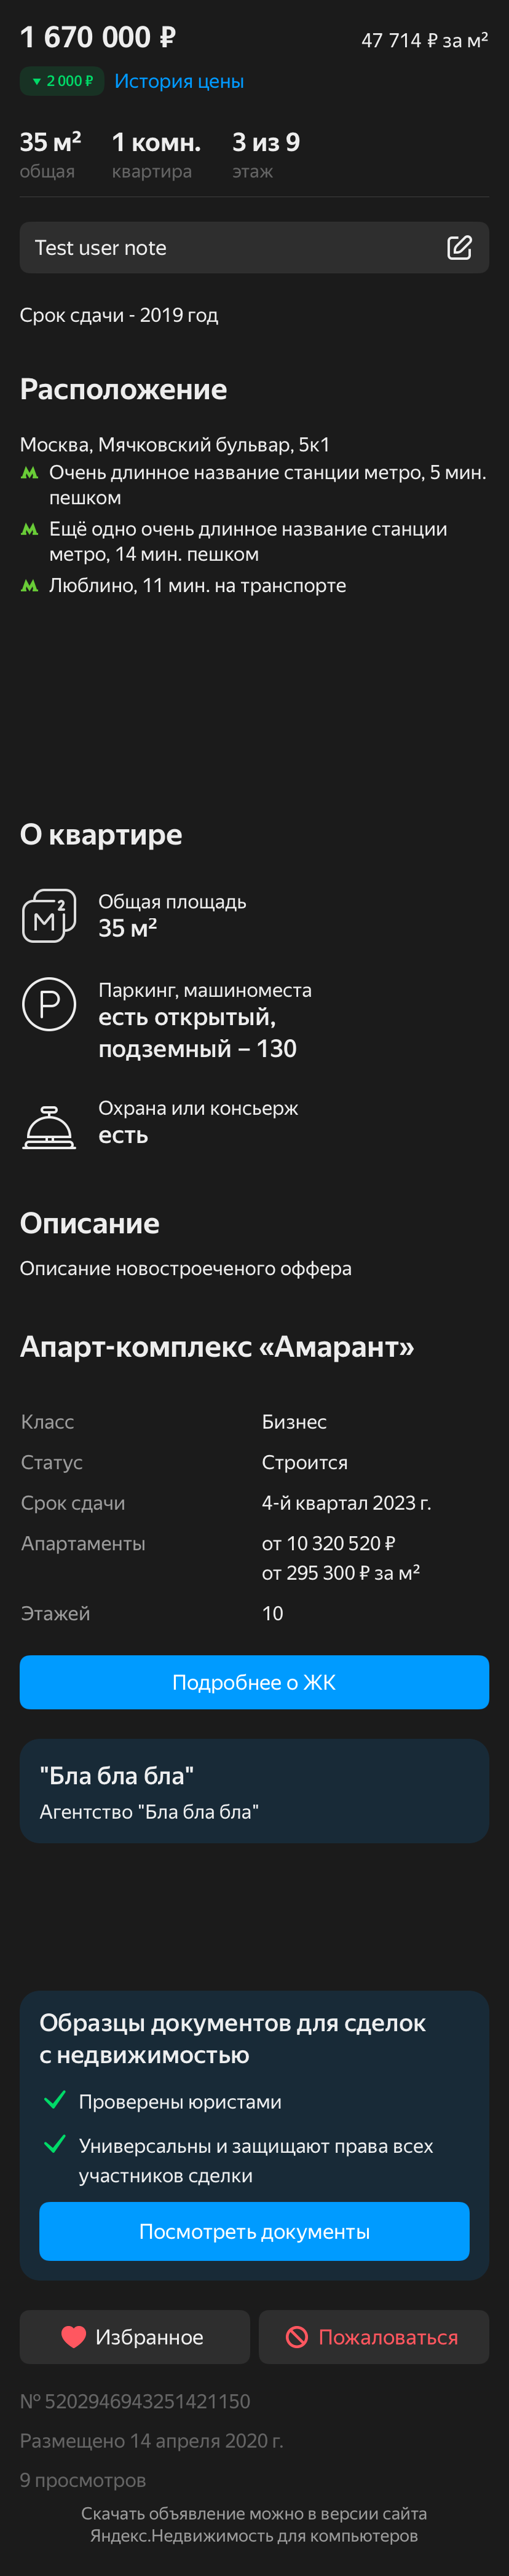 1 670 000 ₽
47 714 ₽ за м²
2 000 ₽ История цены
35 м² 1 комн. 3 из 9
общая квартира этаж
Test user note
Срок сдачи - 2019 год
Расположение
Москва, Мячковский бульвар, 5к1
Очень длинное название станции метро, 5 мин.
пешком
Ещё одно очень длинное название станции
метро, 14 мин. пешком
Люблино, 11 мин. на транспорте
О квартире
Общая площадь
35 м²
Паркинг, машиноместа
есть открытый,
подземный – 130
Охрана или консьерж
есть
Описание
Описание новостроеченого оффера
Апарт-комплекс «Амарант»
Класс Бизнес
Статус Строится
Срок сдачи 4-й квартал 2023 г.
Апартаменты от 10 320 520 ₽
от 295 300 ₽ за м²
Этажей 10
Подробнее о ЖК
"Бла бла бла"
Агентство "Бла бла бла"
Образцы документов для сделок
с недвижимостью
Проверены юристами
Универсальны и защищают права всех
участников сделки
Посмотреть документы
Избранное Пожаловаться
№ 5202946943251421150
Размещено 14 апреля 2020 г.
9 просмотров
Скачать объявление можно в версии сайта
Яндекс.Недвижимость для компьютеров